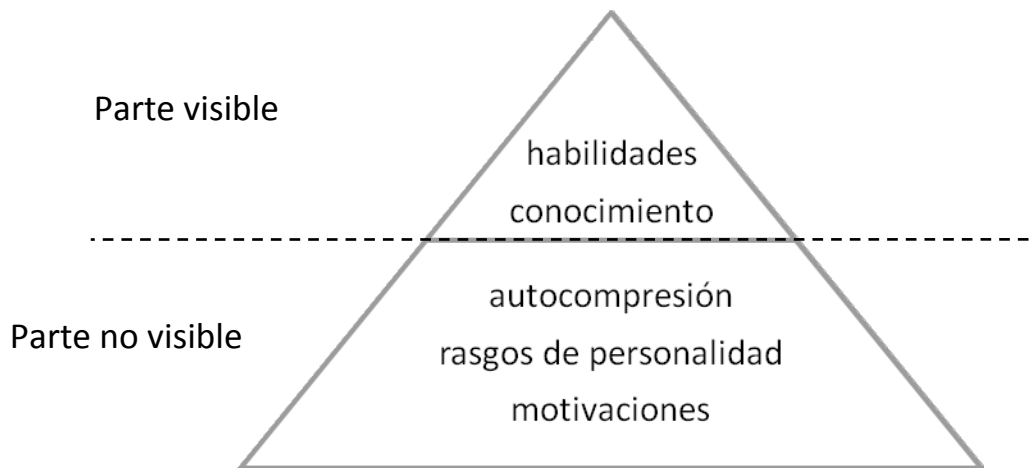 Parte visible
habilidades
conocimiento
autocompresión
Parte no visible
rasgos de personalidad
motivaciones